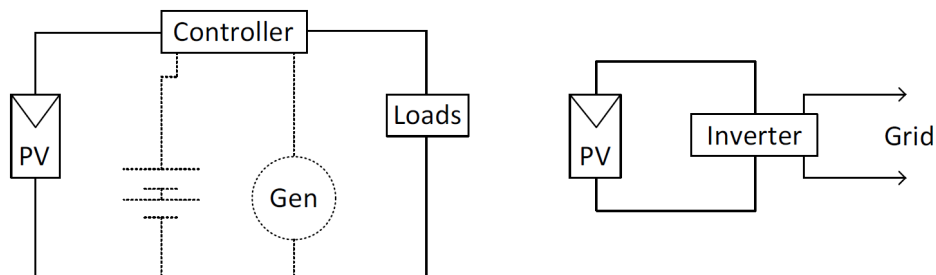 Controller
PV
Gen
Loads
PV
Inverter
Grid